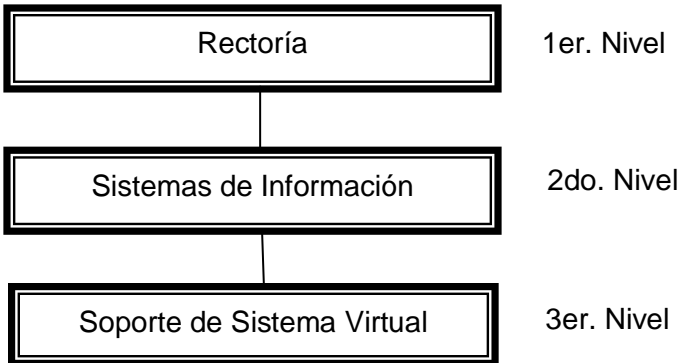 Rectoría 1er. Nivel
Sistemas de Información 2do. Nivel
Soporte de Sistema Virtual 3er. Nivel